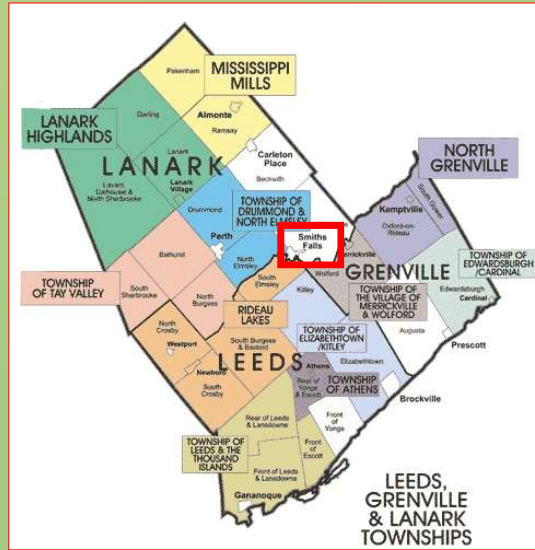 Pakenham
MISSISSIPPI
MILLS
LANARK
HIGHLANDS
Darling
Almonte
Ramsay
LANARK
Lanark
Lanark
Village
Carleton
Place
Beckwith
NORTH
GRENVILLE
Lavant,
Dalhousie &
North Sherbrooke
Drummond
TOWNSHIP OF
DRUMMOND &
NORTH ELMSLEY
South Gower
Kemptville
Oxford-on-
Rideau
Bathurst
Perth
Smiths
Falls
Merrickville
GRENVILLE
TOWNSHIP OF
EDWARDSBURGH
/CARDINAL
TOWNSHIP
OF TAY VALLEY
South
Sherbrooke
North
Elmsley
South
Elmsley
Wolford
Kitley
TOWNSHIP OF
THE VILLAGE OF
MERRICKVILLE
& WOLFORD
Edwardsburgh
Cardinal
North
Burgess
RIDEAU
LAKES
North
Crosby
Westport
South Burgess
& Bastard
TOWNSHIP OF
ELIZABETHTOWN
/KITLEY
Augusta
Prescott
LEEDS
Newboro
South
Crosby
Athens
Elizabethtown
Rear of
Yonge
& Escott
TOWNSHIP
OF ATHENS
Brockville
Rear of Leeds
& Lansdowne
Front
of
Yonge
TOWNSHIP OF
LEEDS & THE
THOUSAND
ISLANDS
Front
of
Escott
Front of Leeds
& Lansdowne
Gananoque
LEEDS,
GRENVILLE
& LANARK
TOWNSHIPS